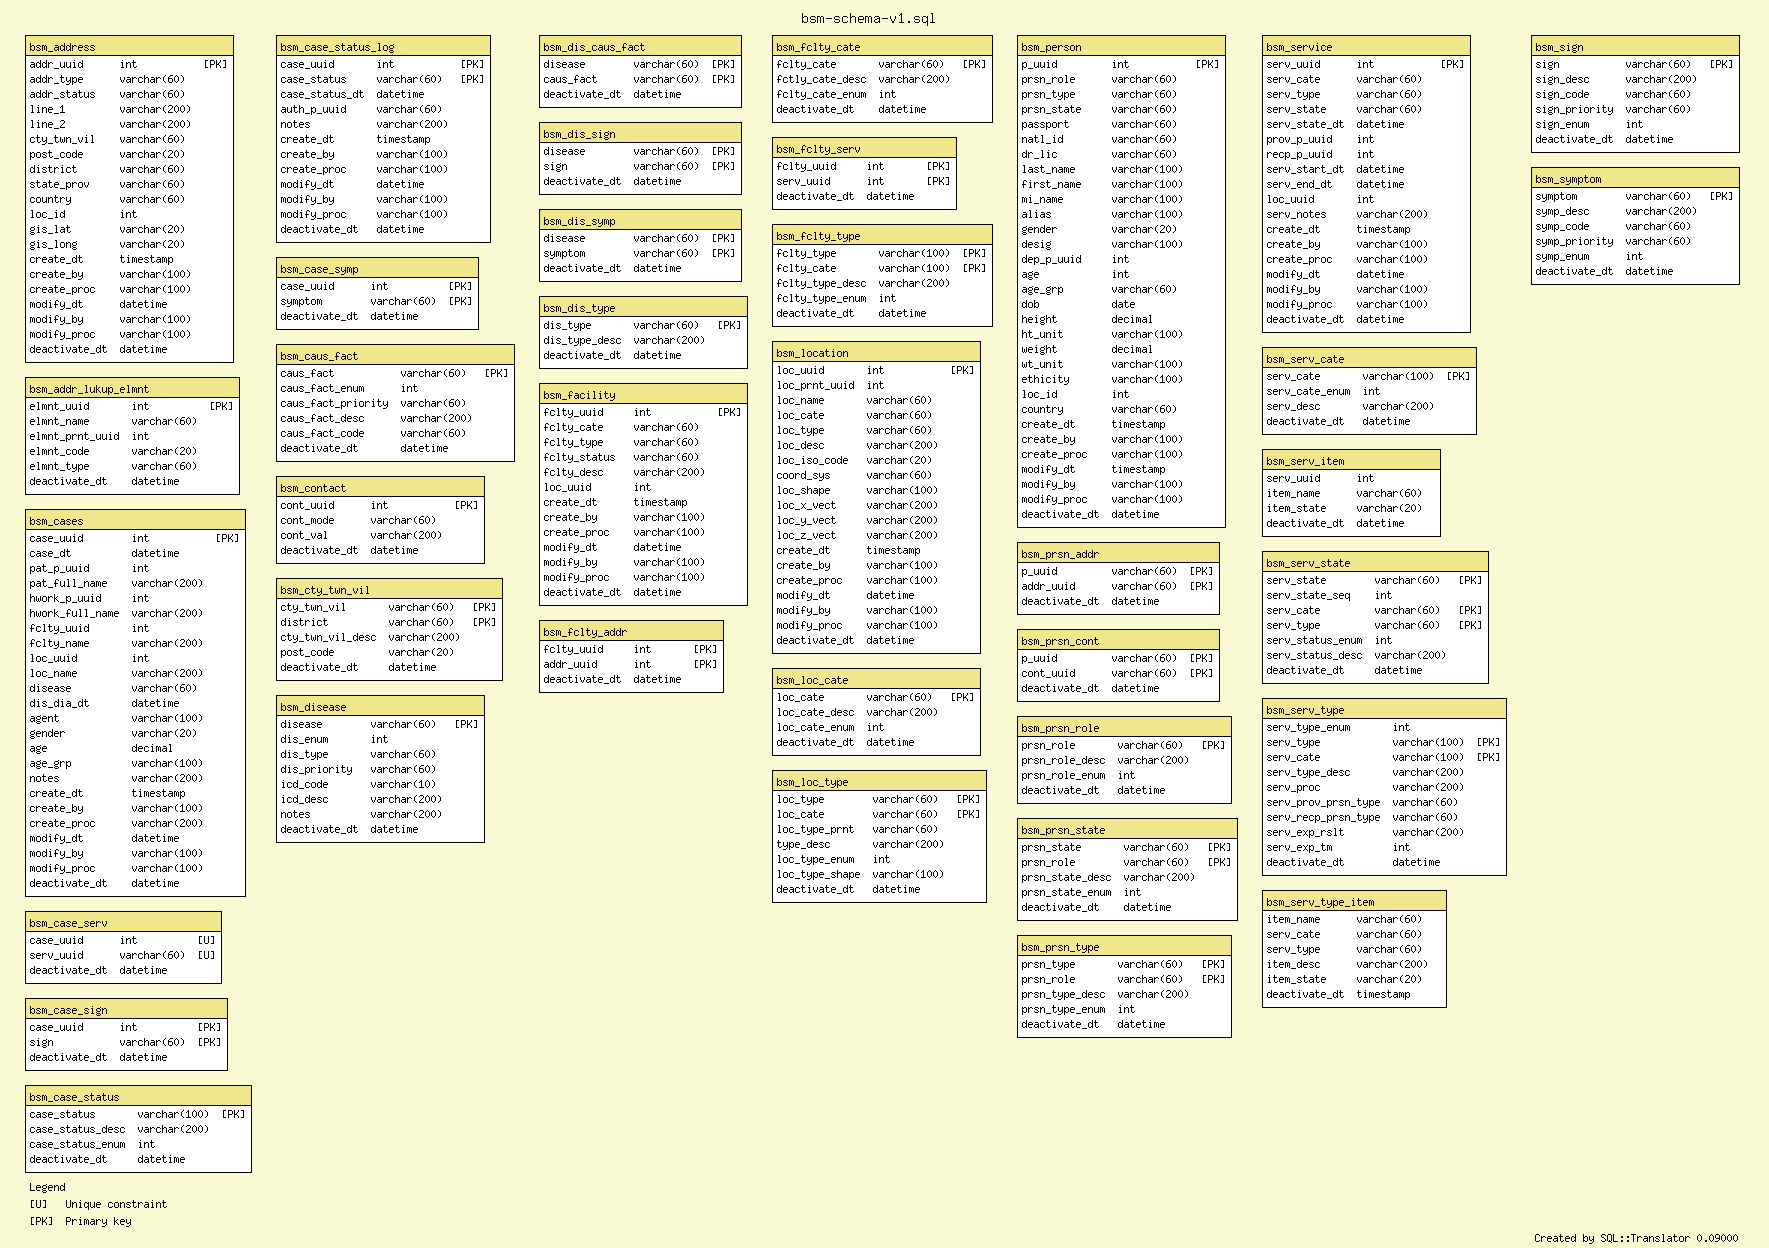 bsm-schema-v1.sql
bsm_address
addr_uuid int [PK]
addr_type varchar(60)
addr_status varchar(60)
line_1 varchar(200)
line_2 varchar(200)
cty_twn_vil varchar(60)
post_code varchar(20)
district varchar(60)
state_prov varchar(60)
country varchar(60)
loc_id int
gis_lat varchar(20)
gis_long varchar(20)
create_dt timestamp
create_by varchar(100)
create_proc varchar(100)
modify_dt datetime
modify_by varchar(100)
modify_proc varchar(100)
deactivate_dt datetime
bsm_addr_lukup_elmnt
elmnt_uuid int [PK]
elmnt_name varchar(60)
elmnt_prnt_uuid int
elmnt_code varchar(20)
elmnt_type varchar(60)
deactivate_dt datetime
bsm_cases
case_uuid int [PK]
case_dt datetime
pat_p_uuid int
pat_full_name varchar(200)
hwork_p_uuid int
hwork_full_name varchar(200)
fclty_uuid int
fclty_name varchar(200)
loc_uuid int
loc_name varchar(200)
disease varchar(60)
dis_dia_dt datetime
agent varchar(100)
gender varchar(20)
age decimal
age_grp varchar(100)
notes varchar(200)
create_dt timestamp
create_by varchar(100)
create_proc varchar(200)
modify_dt datetime
modify_by varchar(100)
modify_proc varchar(100)
deactivate_dt datetime
bsm_case_serv
case_uuid int [U]
serv_uuid varchar(60) [U]
deactivate_dt datetime
bsm_case_sign
case_uuid int [PK]
sign varchar(60) [PK]
deactivate_dt datetime
bsm_case_status
case_status varchar(100) [PK]
case_status_desc varchar(200)
case_status_enum int
deactivate_dt datetime
Legend
[U] Unique constraint
[PK] Primary key
bsm_case_status_log
case_uuid int [PK]
case_status varchar(60) [PK]
case_status_dt datetime
auth_p_uuid varchar(60)
notes varchar(200)
create_dt timestamp
create_by varchar(100)
create_proc varchar(100)
modify_dt datetime
modify_by varchar(100)
modify_proc varchar(100)
deactivate_dt datetime
bsm_case_symp
case_uuid int [PK]
symptom varchar(60) [PK]
deactivate_dt datetime
bsm_caus_fact
caus_fact varchar(60) [PK]
caus_fact_enum int
caus_fact_priority varchar(60)
caus_fact_desc varchar(200)
caus_fact_code varchar(60)
deactivate_dt datetime
bsm_contact
cont_uuid int [PK]
cont_mode varchar(60)
cont_val varchar(200)
deactivate_dt datetime
bsm_cty_twn_vil
cty_twn_vil varchar(60) [PK]
district varchar(60) [PK]
cty_twn_vil_desc varchar(200)
post_code varchar(20)
deactivate_dt datetime
bsm_disease
disease varchar(60) [PK]
dis_enum int
dis_type varchar(60)
dis_priority varchar(60)
icd_code varchar(10)
icd_desc varchar(200)
notes varchar(200)
deactivate_dt datetime
bsm_dis_caus_fact
disease varchar(60) [PK]
caus_fact varchar(60) [PK]
deactivate_dt datetime
bsm_dis_sign
disease varchar(60) [PK]
sign varchar(60) [PK]
deactivate_dt datetime
bsm_dis_symp
disease varchar(60) [PK]
symptom varchar(60) [PK]
deactivate_dt datetime
bsm_dis_type
dis_type varchar(60) [PK]
dis_type_desc varchar(200)
deactivate_dt datetime
bsm_facility
fclty_uuid int [PK]
fclty_cate varchar(60)
fclty_type varchar(60)
fclty_status varchar(60)
fclty_desc varchar(200)
loc_uuid int
create_dt timestamp
create_by varchar(100)
create_proc varchar(100)
modify_dt datetime
modify_by varchar(100)
modify_proc varchar(100)
deactivate_dt datetime
bsm_fclty_addr
fclty_uuid int [PK]
addr_uuid int [PK]
deactivate_dt datetime
bsm_fclty_cate
fclty_cate varchar(60) [PK]
fctly_cate_desc varchar(200)
fclty_cate_enum int
deactivate_dt datetime
bsm_fclty_serv
fclty_uuid int [PK]
serv_uuid int [PK]
deactivate_dt datetime
bsm_fclty_type
fclty_type varchar(100) [PK]
fclty_cate varchar(100) [PK]
fclty_type_desc varchar(200)
fclty_type_enum int
deactivate_dt datetime
bsm_location
loc_uuid int [PK]
loc_prnt_uuid int
loc_name varchar(60)
loc_cate varchar(60)
loc_type varchar(60)
loc_desc varchar(200)
loc_iso_code varchar(20)
coord_sys varchar(60)
loc_shape varchar(100)
loc_x_vect varchar(200)
loc_y_vect varchar(200)
loc_z_vect varchar(200)
create_dt timestamp
create_by varchar(100)
create_proc varchar(100)
modify_dt datetime
modify_by varchar(100)
modify_proc varchar(100)
deactivate_dt datetime
bsm_loc_cate
loc_cate varchar(60) [PK]
loc_cate_desc varchar(200)
loc_cate_enum int
deactivate_dt datetime
bsm_loc_type
loc_type varchar(60) [PK]
loc_cate varchar(60) [PK]
loc_type_prnt varchar(60)
type_desc varchar(200)
loc_type_enum int
loc_type_shape varchar(100)
deactivate_dt datetime
bsm_person
p_uuid int [PK]
prsn_role varchar(60)
prsn_type varchar(60)
prsn_state varchar(60)
passport varchar(60)
natl_id varchar(60)
dr_lic varchar(60)
last_name varchar(100)
first_name varchar(100)
mi_name varchar(100)
alias varchar(100)
gender varchar(20)
desig varchar(100)
dep_p_uuid int
age int
age_grp varchar(60)
dob date
height decimal
ht_unit varchar(100)
weight decimal
wt_unit varchar(100)
ethicity varchar(100)
loc_id int
country varchar(60)
create_dt timestamp
create_by varchar(100)
create_proc varchar(100)
modify_dt timestamp
modify_by varchar(100)
modify_proc varchar(100)
deactivate_dt datetime
bsm_prsn_addr
p_uuid varchar(60) [PK]
addr_uuid varchar(60) [PK]
deactivate_dt datetime
bsm_prsn_cont
p_uuid varchar(60) [PK]
cont_uuid varchar(60) [PK]
deactivate_dt datetime
bsm_prsn_role
prsn_role varchar(60) [PK]
prsn_role_desc varchar(200)
prsn_role_enum int
deactivate_dt datetime
bsm_prsn_state
prsn_state varchar(60) [PK]
prsn_role varchar(60) [PK]
prsn_state_desc varchar(200)
prsn_state_enum int
deactivate_dt datetime
bsm_prsn_type
prsn_type varchar(60) [PK]
prsn_role varchar(60) [PK]
prsn_type_desc varchar(200)
prsn_type_enum int
deactivate_dt datetime
bsm_service
serv_uuid int [PK]
serv_cate varchar(60)
serv_type varchar(60)
serv_state varchar(60)
serv_state_dt datetime
prov_p_uuid int
recp_p_uuid int
serv_start_dt datetime
serv_end_dt datetime
loc_uuid int
serv_notes varchar(200)
create_dt timestamp
create_by varchar(100)
create_proc varchar(100)
modify_dt datetime
modify_by varchar(100)
modify_proc varchar(100)
deactivate_dt datetime
bsm_serv_cate
serv_cate varchar(100) [PK]
serv_cate_enum int
serv_desc varchar(200)
deactivate_dt datetime
bsm_serv_item
serv_uuid int
item_name varchar(60)
item_state varchar(20)
deactivate_dt datetime
bsm_serv_state
serv_state varchar(60) [PK]
serv_state_seq int
serv_cate varchar(60) [PK]
serv_type varchar(60) [PK]
serv_status_enum int
serv_status_desc varchar(200)
deactivate_dt datetime
bsm_serv_type
serv_type_enum int
serv_type varchar(100) [PK]
serv_cate varchar(100) [PK]
serv_type_desc varchar(200)
serv_proc varchar(200)
serv_prov_prsn_type varchar(60)
serv_recp_prsn_type varchar(60)
serv_exp_rslt varchar(200)
serv_exp_tm int
deactivate_dt datetime
bsm_serv_type_item
item_name varchar(60)
serv_cate varchar(60)
serv_type varchar(60)
item_desc varchar(200)
item_state varchar(20)
deactivate_dt timestamp
bsm_sign
sign varchar(60) [PK]
sign_desc varchar(200)
sign_code varchar(60)
sign_priority varchar(60)
sign_enum int
deactivate_dt datetime
bsm_symptom
symptom varchar(60) [PK]
symp_desc varchar(200)
symp_code varchar(60)
symp_priority varchar(60)
symp_enum int
deactivate_dt datetime
Created by SQL::Translator 0.09000